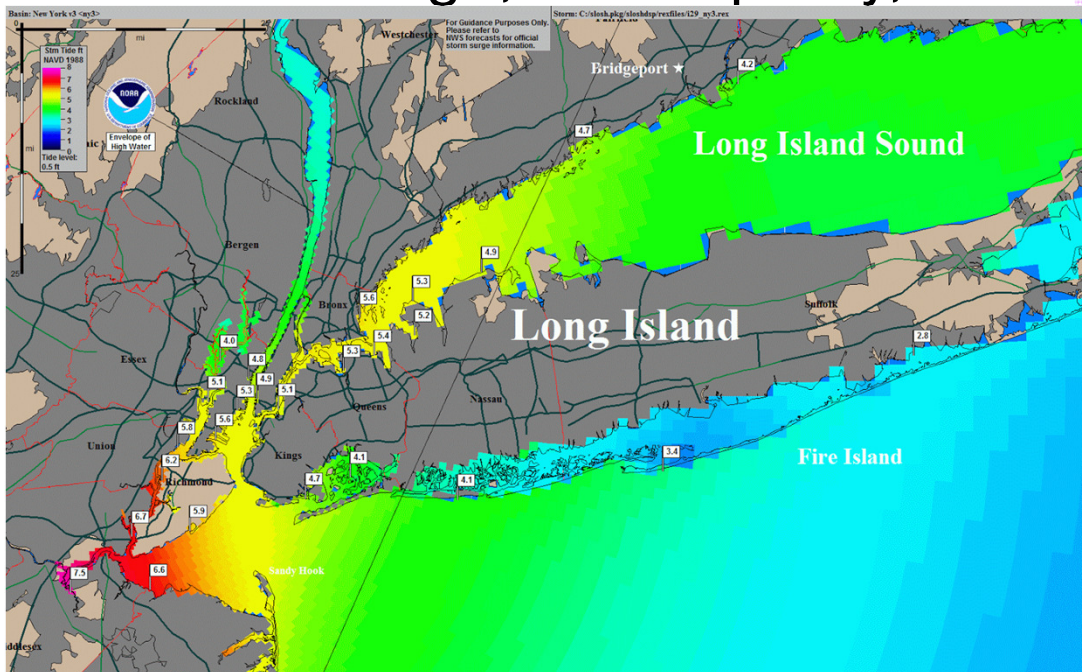 Basin: New York v3 <ny3>
Storm: C:/slosh.pkg/sloshdsp/rexfiles/i29_ny3.rex
For Guidance Purposes Only.
Please refer to
NWS forecasts for official
storm surge information.
Stm Tide ft
NAVD 1988
8
7
6
5
4
3
2
1
0
Tide level:
0.5 ft
mi
25
mi
25
NOAA
Envelope of
High Water
Westchester
Rockland
Bridgeport
4.2
4.7
Long Island Sound
Bergen
4.9
5.3
Bronx
5.6
5.2
Suffolk
Long Island
5.4
4.0
5.3
2.8
Essex
4.8
4.9
5.1
5.3
5.1
Nassau
Queens
5.6
5.8
Union
Kings
4.1
3.4
Fire Island
6.2
4.7
4.1
Richmond
5.9
6.7
7.5
6.6
Sandy Hook